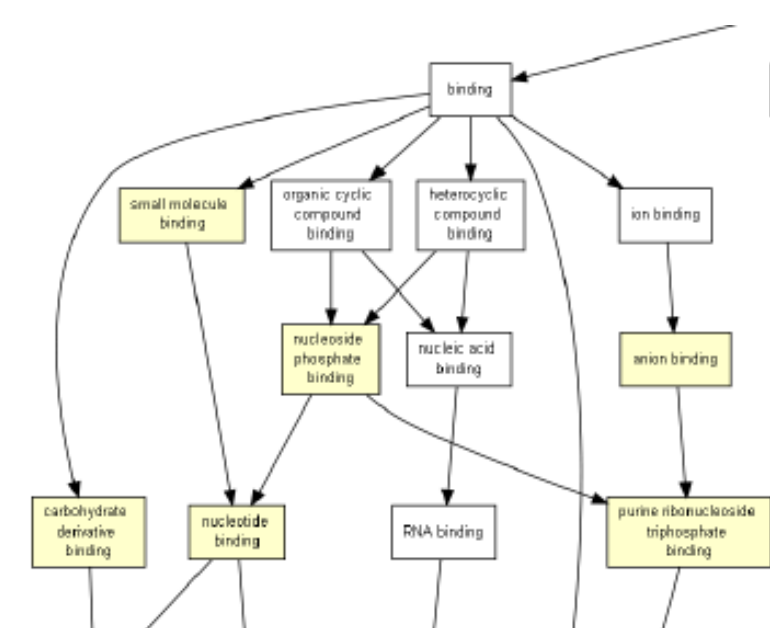 binding
small molecule
binding
organic cyclic
compound
binding
heterocyclic
compound
binding
ion binding
nucleoside
phosphate
binding
nucleic acid
binding
anion binding
carbohydrate
derivative
binding
nucleotide
binding
RNA binding
purine ribonucleoside
triphosphate
binding